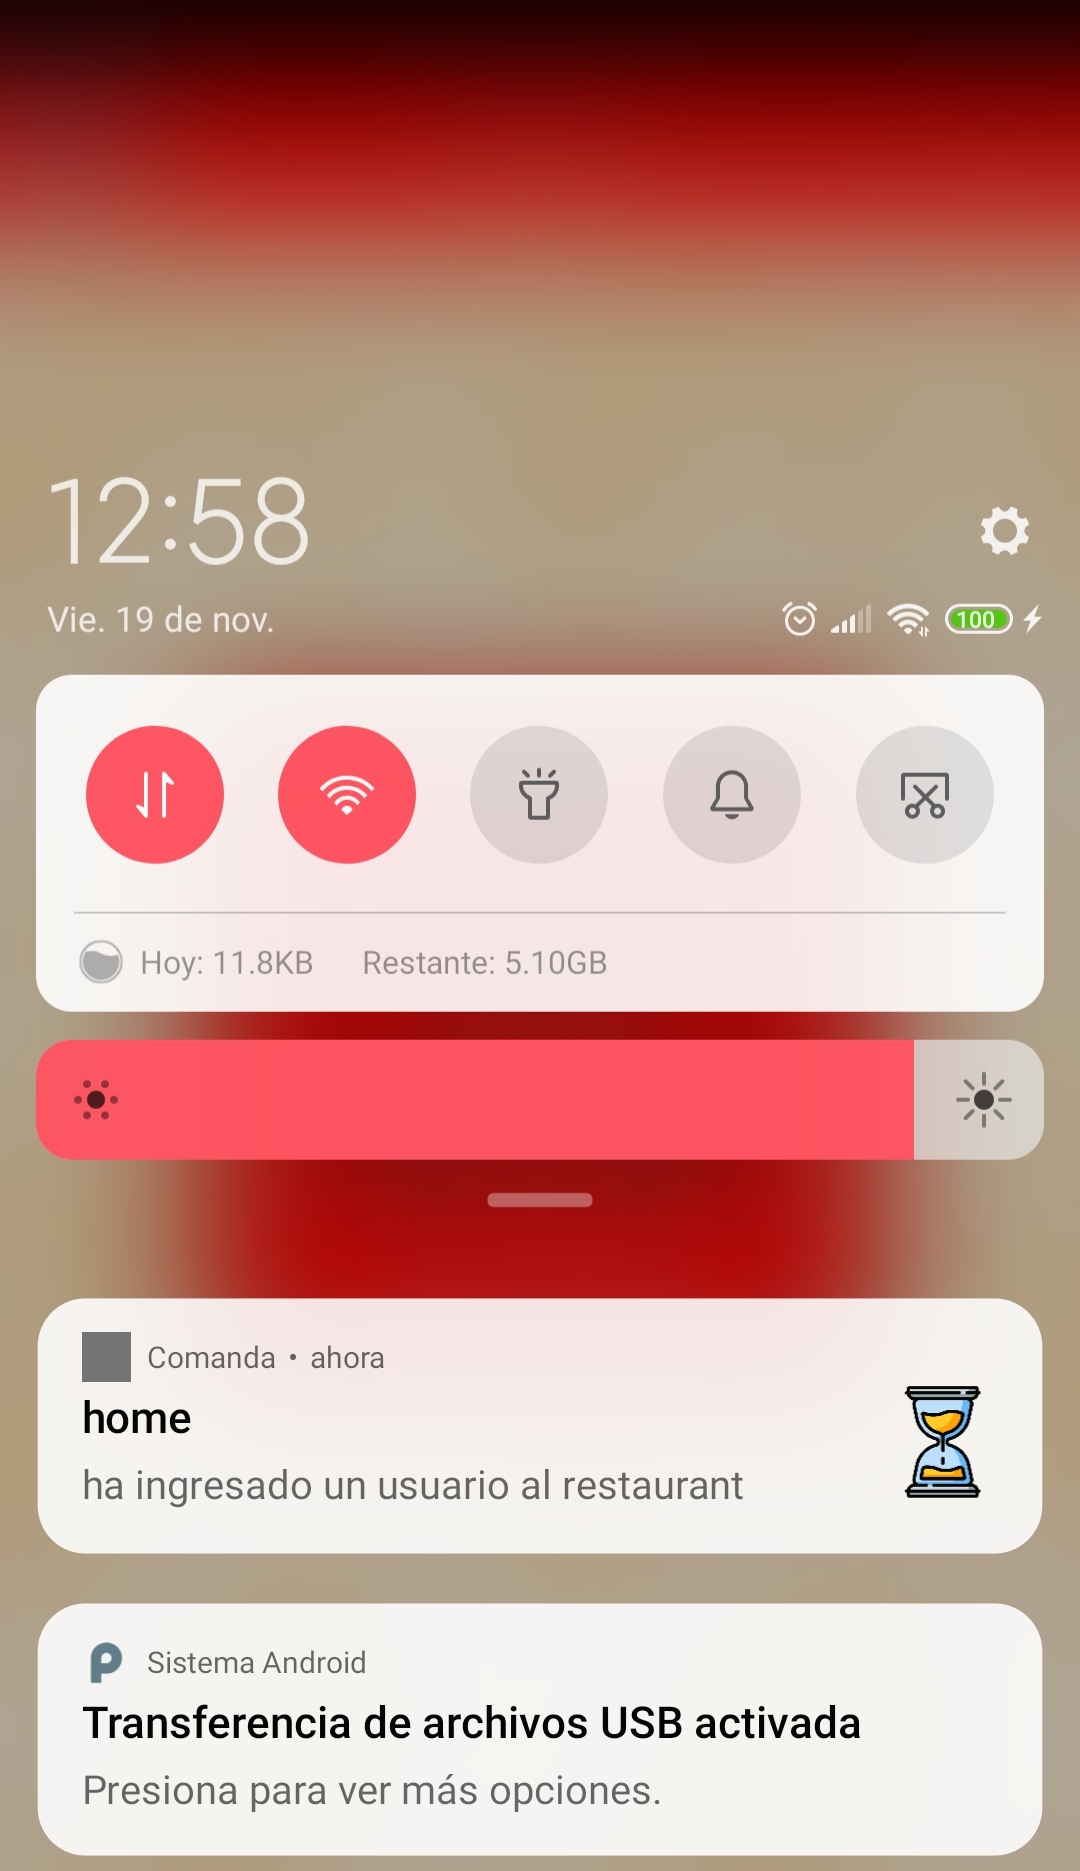 12:58
Vie. 19 de nov.
100
Hoy: 11.8KB Restante: 5.10GB
Comanda • ahora
home
ha ingresado un usuario al restaurant
Sistema Android
Transferencia de archivos USB activada
Presiona para ver más opciones.